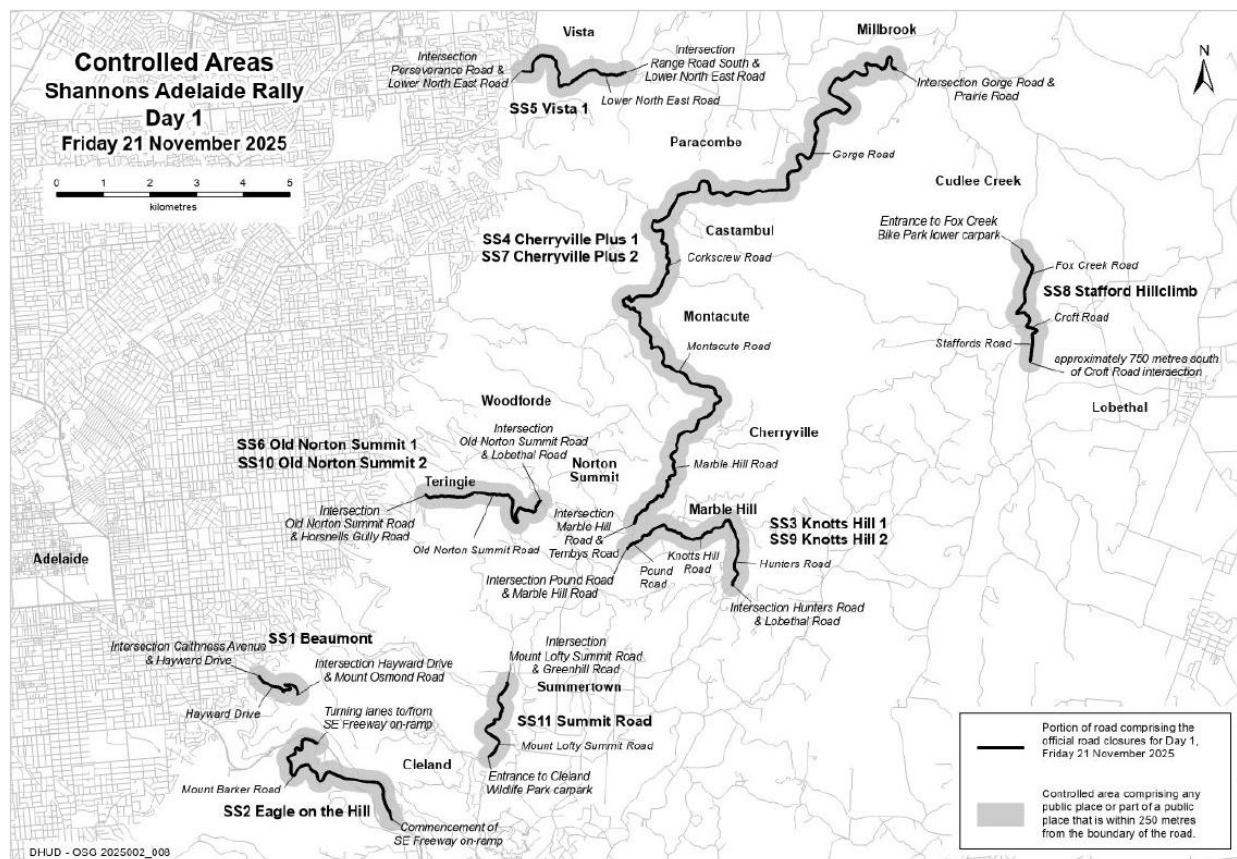 Controlled Areas
Shannons Adelaide Rally
Day 1
Friday 21 November 2025
0 1 2 3 4 5
kilometres
Vista
Intersection
Perseverance Road &
Lower North East Road
Intersection
Range Road South &
Lower North East Road
SS5 Vista 1
Lower North East Road
Millbrook
Intersection Gorge Road &
Prairie Road
N
Paracombe
Gorge Road
Cudlee Creek
Entrance to Fox Creek
Bike Park lower carpark
Fox Creek Road
SS8 Stafford Hillclimb
Croft Road
Staffords Road
approximately 750 metres south
of Croft Road intersection
Lobethal
SS4 Cherryville Plus 1
SS7 Cherryville Plus 2
Castambul
Corkscrew Road
Montacute
Montacute Road
Woodforde
Intersection
Old Norton Summit Road
& Lobethal Road
SS6 Old Norton Summit 1
SS10 Old Norton Summit 2
Teringie
Norton
Summit
Cherryville
Marble Hill Road
Intersection
Old Norton Summit Road
& Horsnells Gully Road
Old Norton Summit Road
Intersection
Marble Hill
Road &
Tembys Road
Marble Hill
SS3 Knotts Hill 1
SS9 Knotts Hill 2
Adelaide
Intersection Pound Road
& Marble Hill Road
Pound
Road
Knotts Hill
Road
Hunters Road
Intersection Hunters Road
& Lobethal Road
SS1 Beaumont
Intersection Caithness Avenue
& Hayward Drive
Intersection Hayward Drive
& Mount Osmond Road
Hayward Drive
Turning lanes to/from
SE Freeway on-ramp
Intersection
Mount Lofty Summit Road
& Greenhill Road
Summertown
SS11 Summit Road
Mount Lofty Summit Road
Cleland
Entrance to Cleland
Wildlife Park carpark
Mount Barker Road
SS2 Eagle on the Hill
Commencement of
SE Freeway on-ramp
Portion of road comprising the
official road closures for Day 1,
Friday 21 November 2025
Controlled area comprising any
public place or part of a public
place that is within 250 metres
from the boundary of the road.
DHUD - OSG 2025002_008